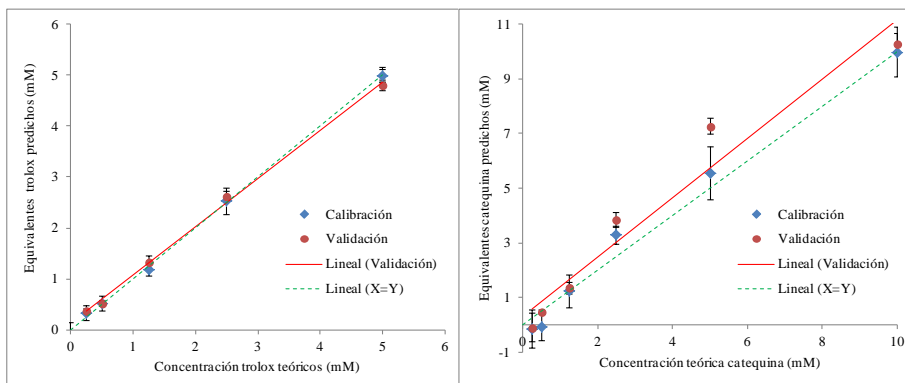 Equivalentes trolox predichos (mM)
6
5
4
3
2
1
0
0
1
2
3
4
5
6
Concentración trolox teóricos (mM)
Calibración
Validación
Lineal (Validación)
Lineal (X=Y)
Equivalentes catequina predichos (mM)
11
9
7
5
3
1
-1
0
2
4
6
8
10
Concentración teórica catequina (mM)
Calibración
Validación
Lineal (Validación)
Lineal (X=Y)